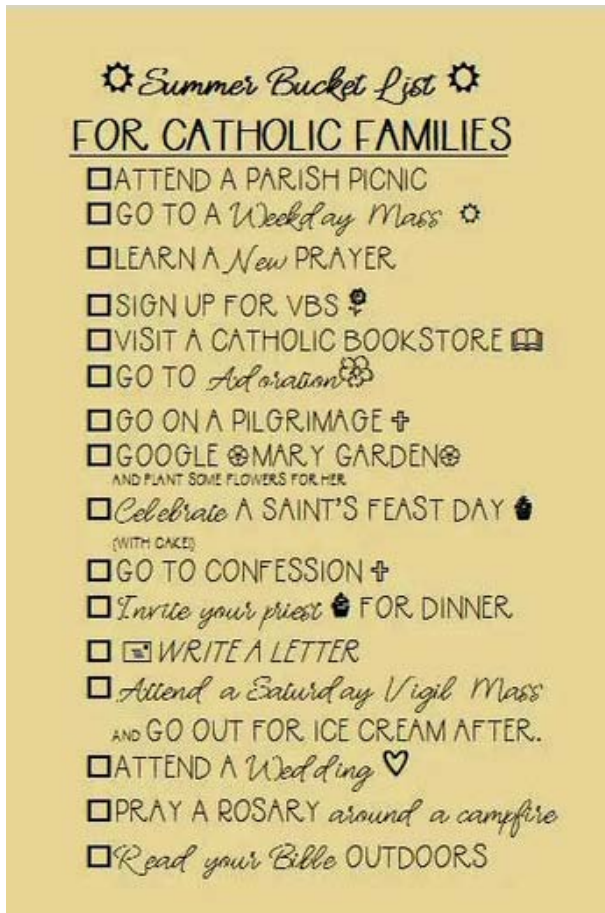 Summer Bucket List
FOR CATHOLIC FAMILIES
ATTEND A PARISH PICNIC
GO TO A Weekday Mass
LEARN A New PRAYER
SIGN UP FOR VBS
VISIT A CATHOLIC BOOKSTORE
GO TO Adoration
GO ON A PILGRIMAGE
GOOGLE MARY GARDEN
AND PLANT SOME FLOWERS FOR HER
Celebrate A SAINT'S FEAST DAY
(WITH CAKE!)
GO TO CONFESSION
Invite your priest FOR DINNER
WRITE A LETTER
Attend a Saturday Vigil Mass
AND GO OUT FOR ICE CREAM AFTER.
ATTEND A Wedding
PRAY A ROSARY around a campfire
Read your Bible OUTDOORS